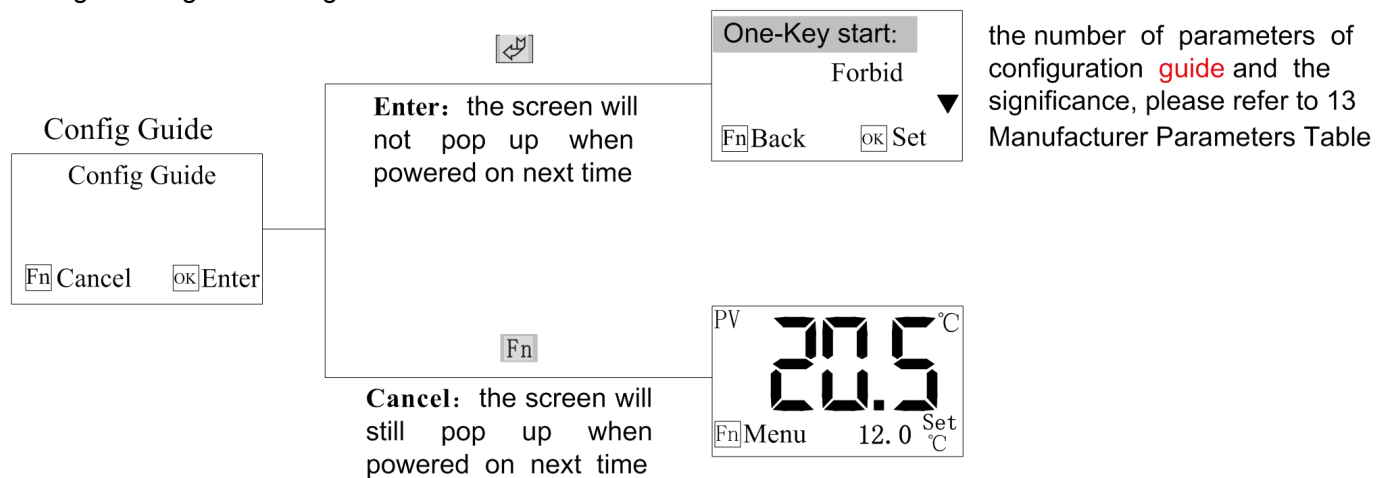 Config Guide
Config Guide
Fn Cancel OK Enter
Enter: the screen will
not pop up when
powered on next time
One-Key start:
Forbid
▼
Fn Back OK Set
the number of parameters of
configuration guide and the
significance, please refer to 13
Manufacturer Parameters Table
Fn
Cancel: the screen will
still pop up when
powered on next time
PV 20.5 ℃
Fn Menu 12.0 Set
℃